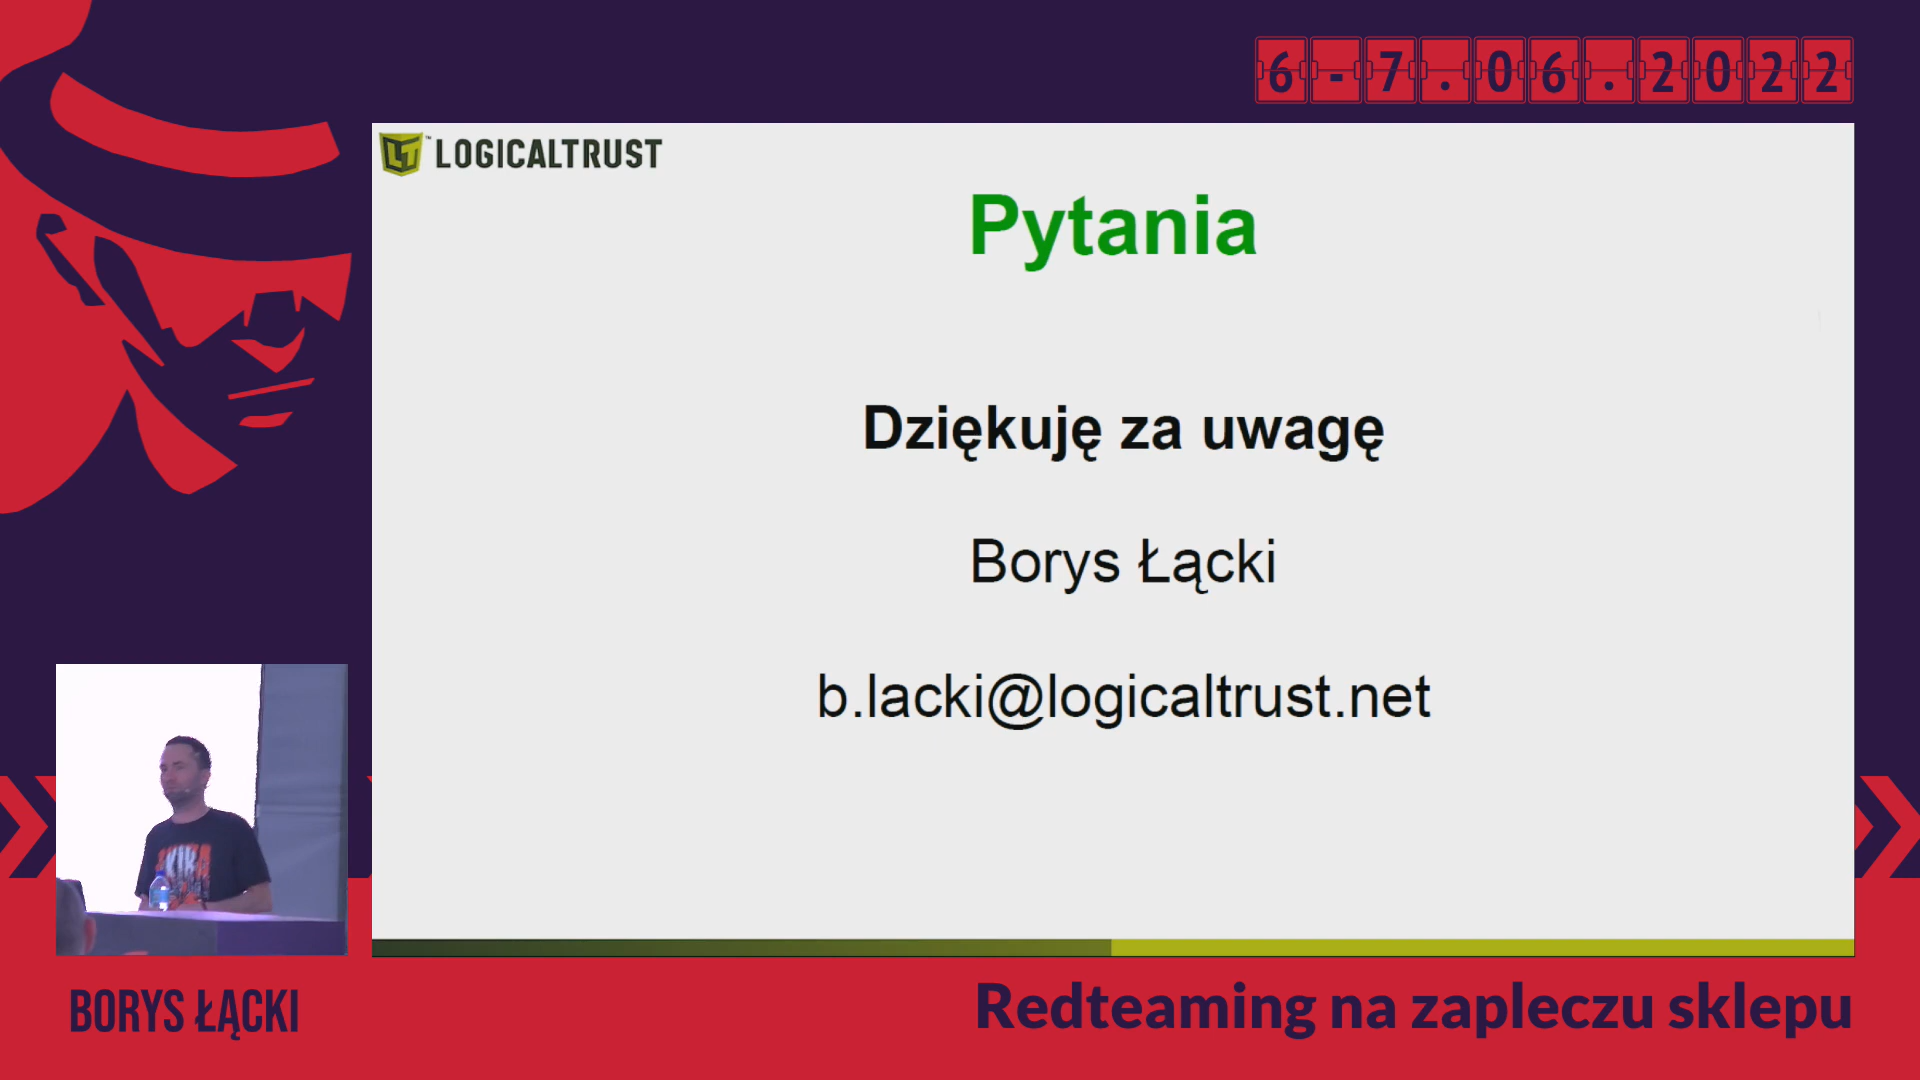 6-7.06.2022
LOGICALTRUST
Pytania
Dziękuję za uwagę
Borys Łącki
b.lacki@logicaltrust.net
BORYS ŁĄCKI
Redteaming na zapleczu sklepu